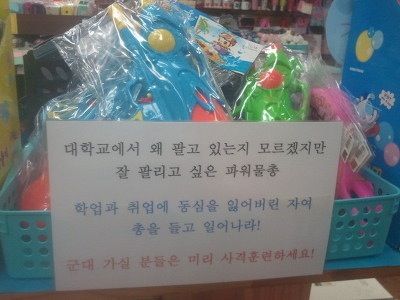 대학교에서 왜 팔고 있는지 모르겠지만
잘 팔리고 싶은 파워물총
학업과 취업에 동심을 잃어버린 자여
총을 들고 일어나라!
군대 가실 분들은 미리 사격훈련하세요!